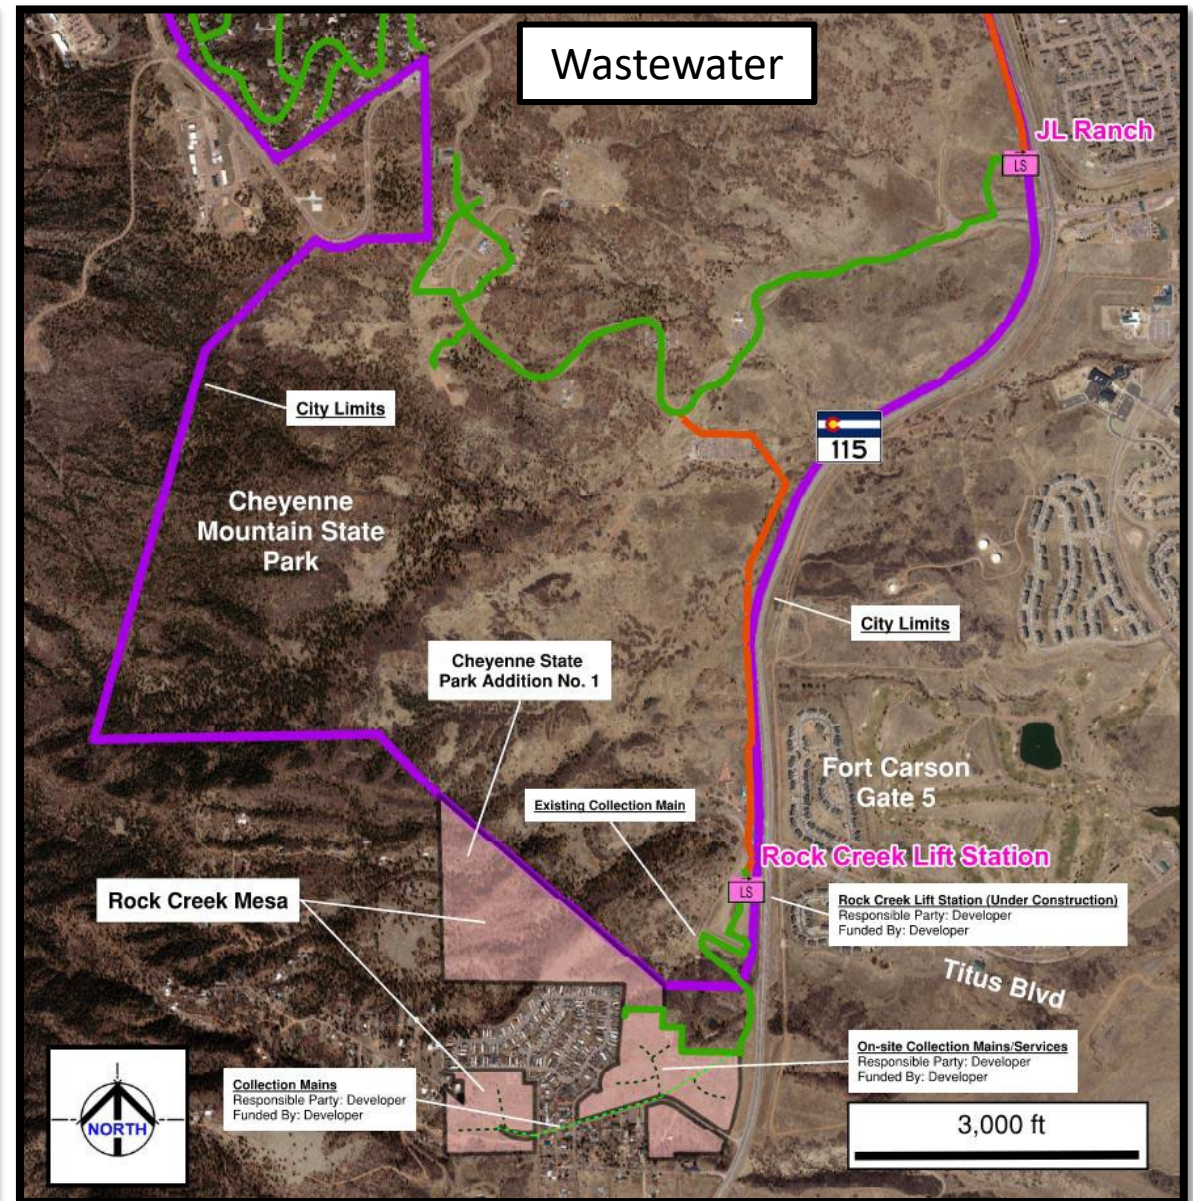 Wastewater
JL Ranch
LS
City Limits
115
Cheyenne
Mountain State
Park
City Limits
Cheyenne State
Park Addition No. 1
Fort Carson
Gate 5
Existing Collection Main
Rock Creek Lift Station
LS
Rock Creek Mesa
Rock Creek Lift Station (Under Construction)
Responsible Party: Developer
Funded By: Developer
Titus Blvd
On-site Collection Mains/Services
Responsible Party: Developer
Funded By: Developer
Collection Mains
Responsible Party: Developer
Funded By: Developer
NORTH
3,000 ft